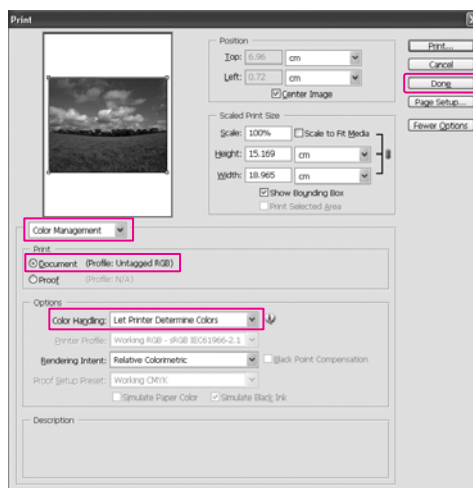 Print
Position
Top: 6.96 cm
Left: 0.72 cm
Center Image
Scaled Print Size
Scale: 100% Scale to Fit Media
Height: 15.169 cm
Width: 18.965 cm
Show Bounding Box
Print Selected Area
Print...
Cancel
Done
Page Setup...
Fewer Options
Color Management
Print
Document (Profile: Untagged RGB)
Proof (Profile: N/A)
Options
Color Handling: Let Printer Determine Colors
Printer Profile: Working RGB - sRGB IEC61966-2.1
Rendering Intent: Relative Colorimetric Black Point Compensation
Proof Setup Preset: Working CMYK
Simulate Paper Color Simulate Black Ink
Description